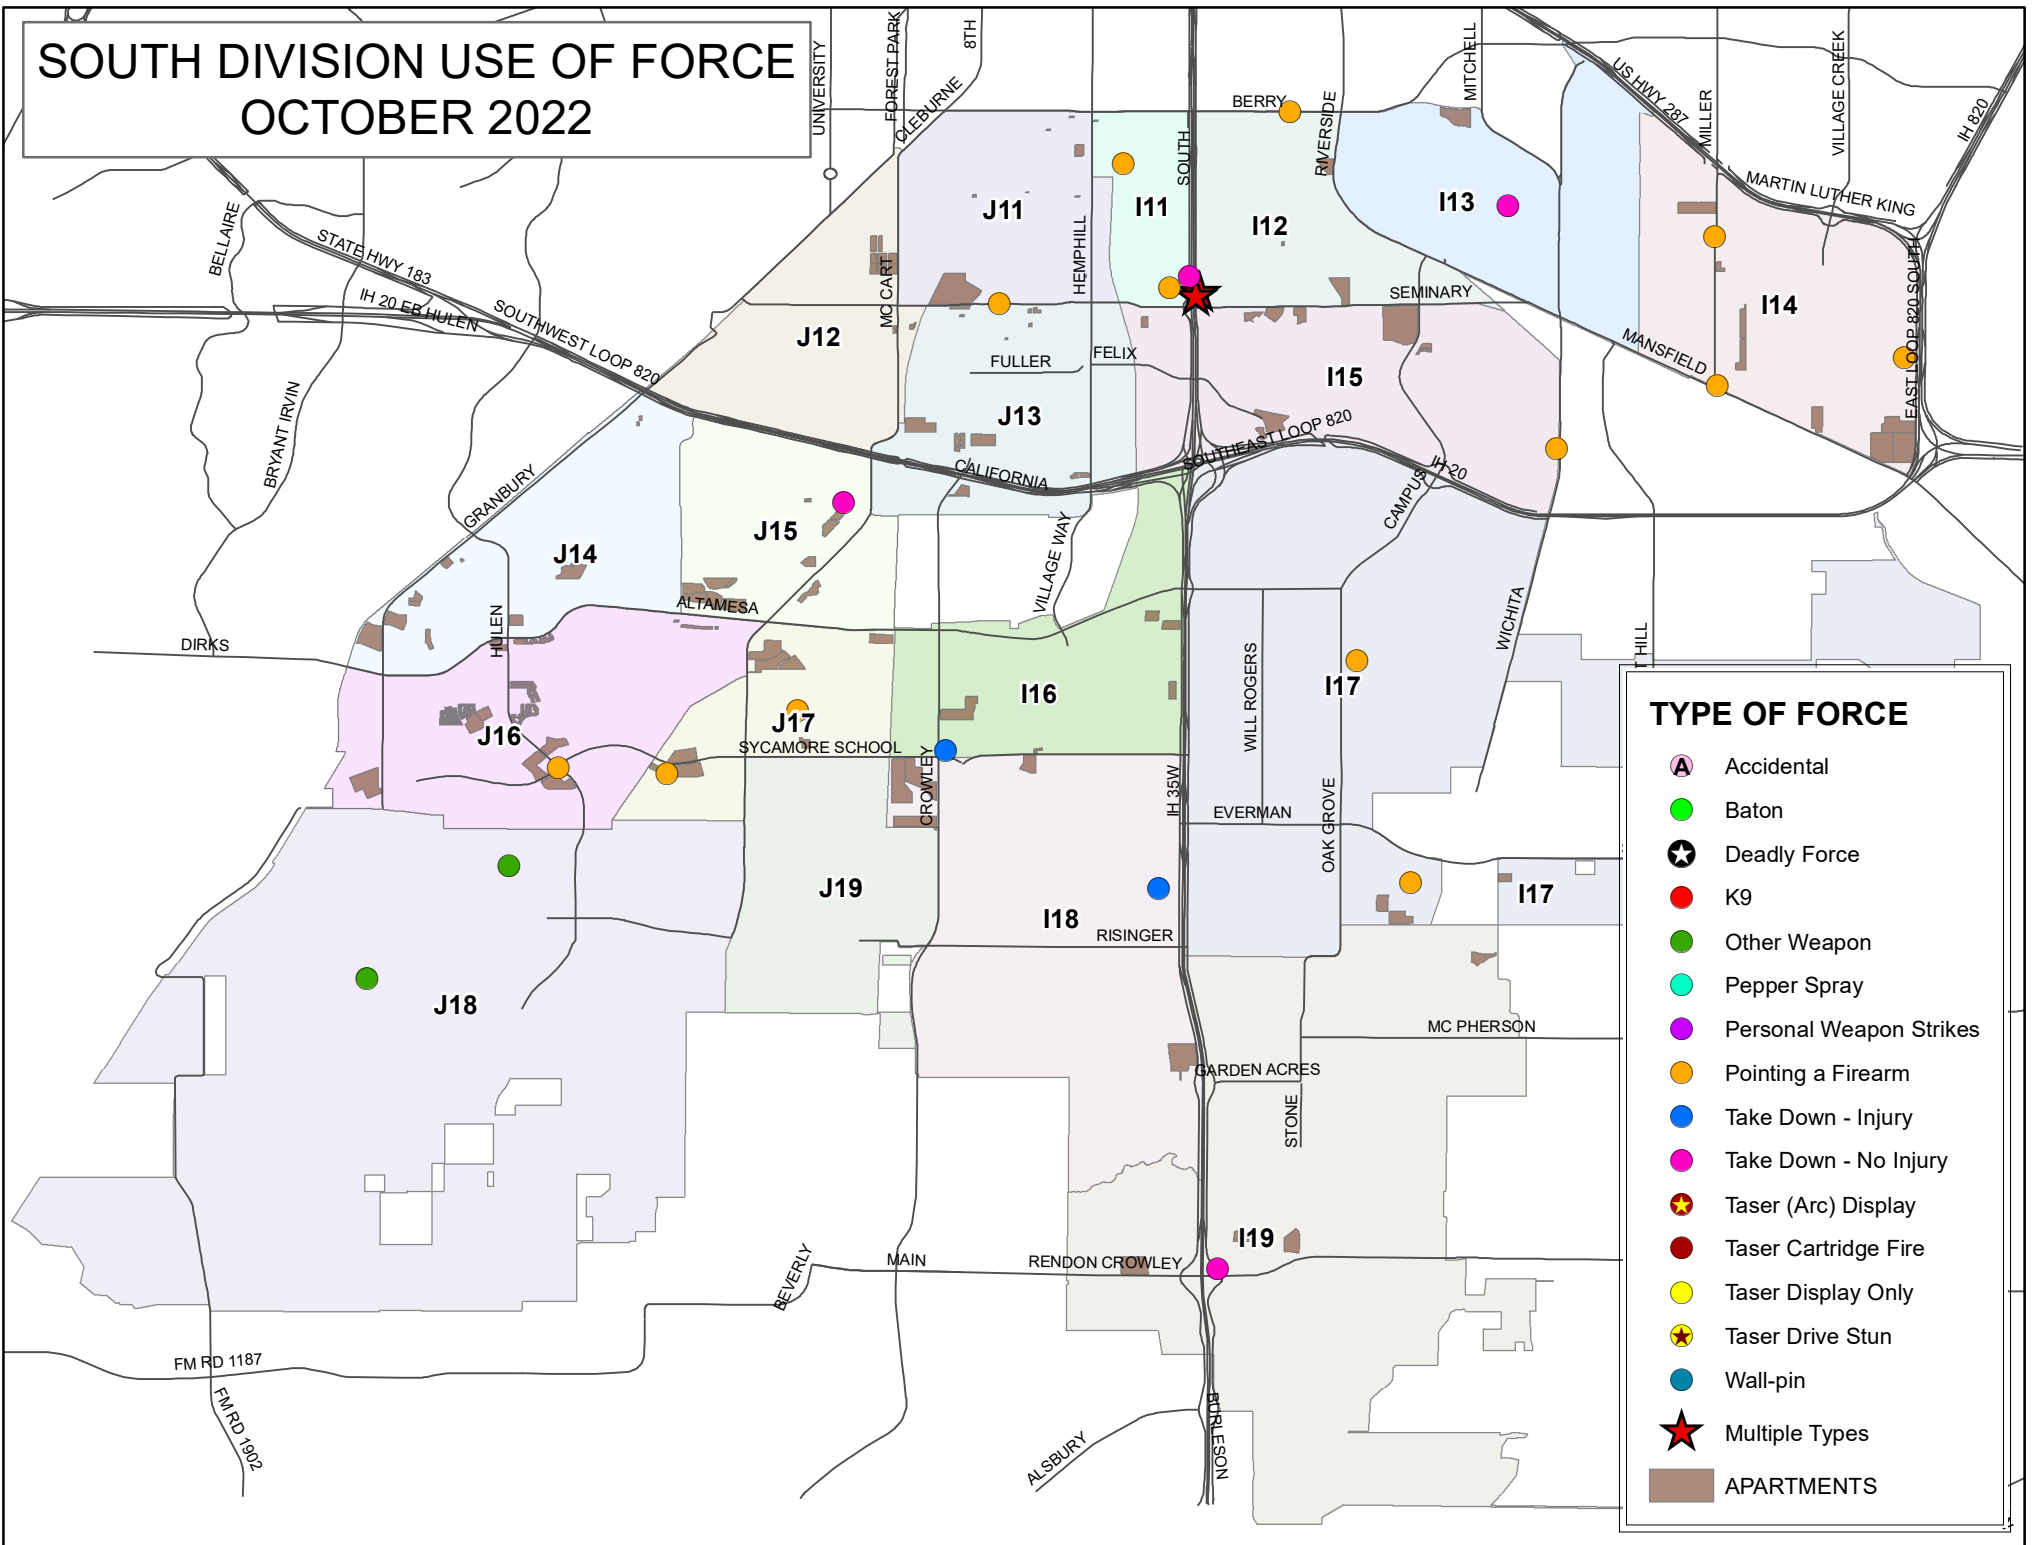 SOUTH DIVISION USE OF FORCE
OCTOBER 2022
UNIVERSITY
FOREST PARK
8TH
CLEBURNE
BERRY
RIVERSIDE
MITCHELL
US HWY 287
MILLER
VILLAGE CREEK
IH 820
MARTIN LUTHER KING
SOUTH
BELLAIRE
STATE HWY 183
IH 20 EB HULEN
SOUTHWEST LOOP 820
MC CART
HEMPHILL
J11
I11
I12
I13
I14
SEMINARY
MANSFIELD
EAST LOOP 820 SOUTH
J12
FULLER
FELIX
J13
I15
SOUTHEAST LOOP 820
IH 20
CAMPUS
CALIFORNIA
BRYANT IRVIN
GRANBURY
J14
J15
VILLAGE WAY
ALTAMESA
HULEN
DIRKS
WICHITA
T HILL
WILL ROGERS
I16
I17
J16
J17
SYCAMORE SCHOOL
CROWLEY
IH 35W
EVERMAN
OAK GROVE
J19
I18
I17
RISINGER
J18
MC PHERSON
GARDEN ACRES
STONE
I19
MAIN
RENDON CROWLEY
BEVERLY
FM RD 1187
FM RD 1902
ALSBURY
BURLESON
TYPE OF FORCE
A Accidental
Baton
Deadly Force
K9
Other Weapon
Pepper Spray
Personal Weapon Strikes
Pointing a Firearm
Take Down - Injury
Take Down - No Injury
Taser (Arc) Display
Taser Cartridge Fire
Taser Display Only
Taser Drive Stun
Wall-pin
Multiple Types
APARTMENTS